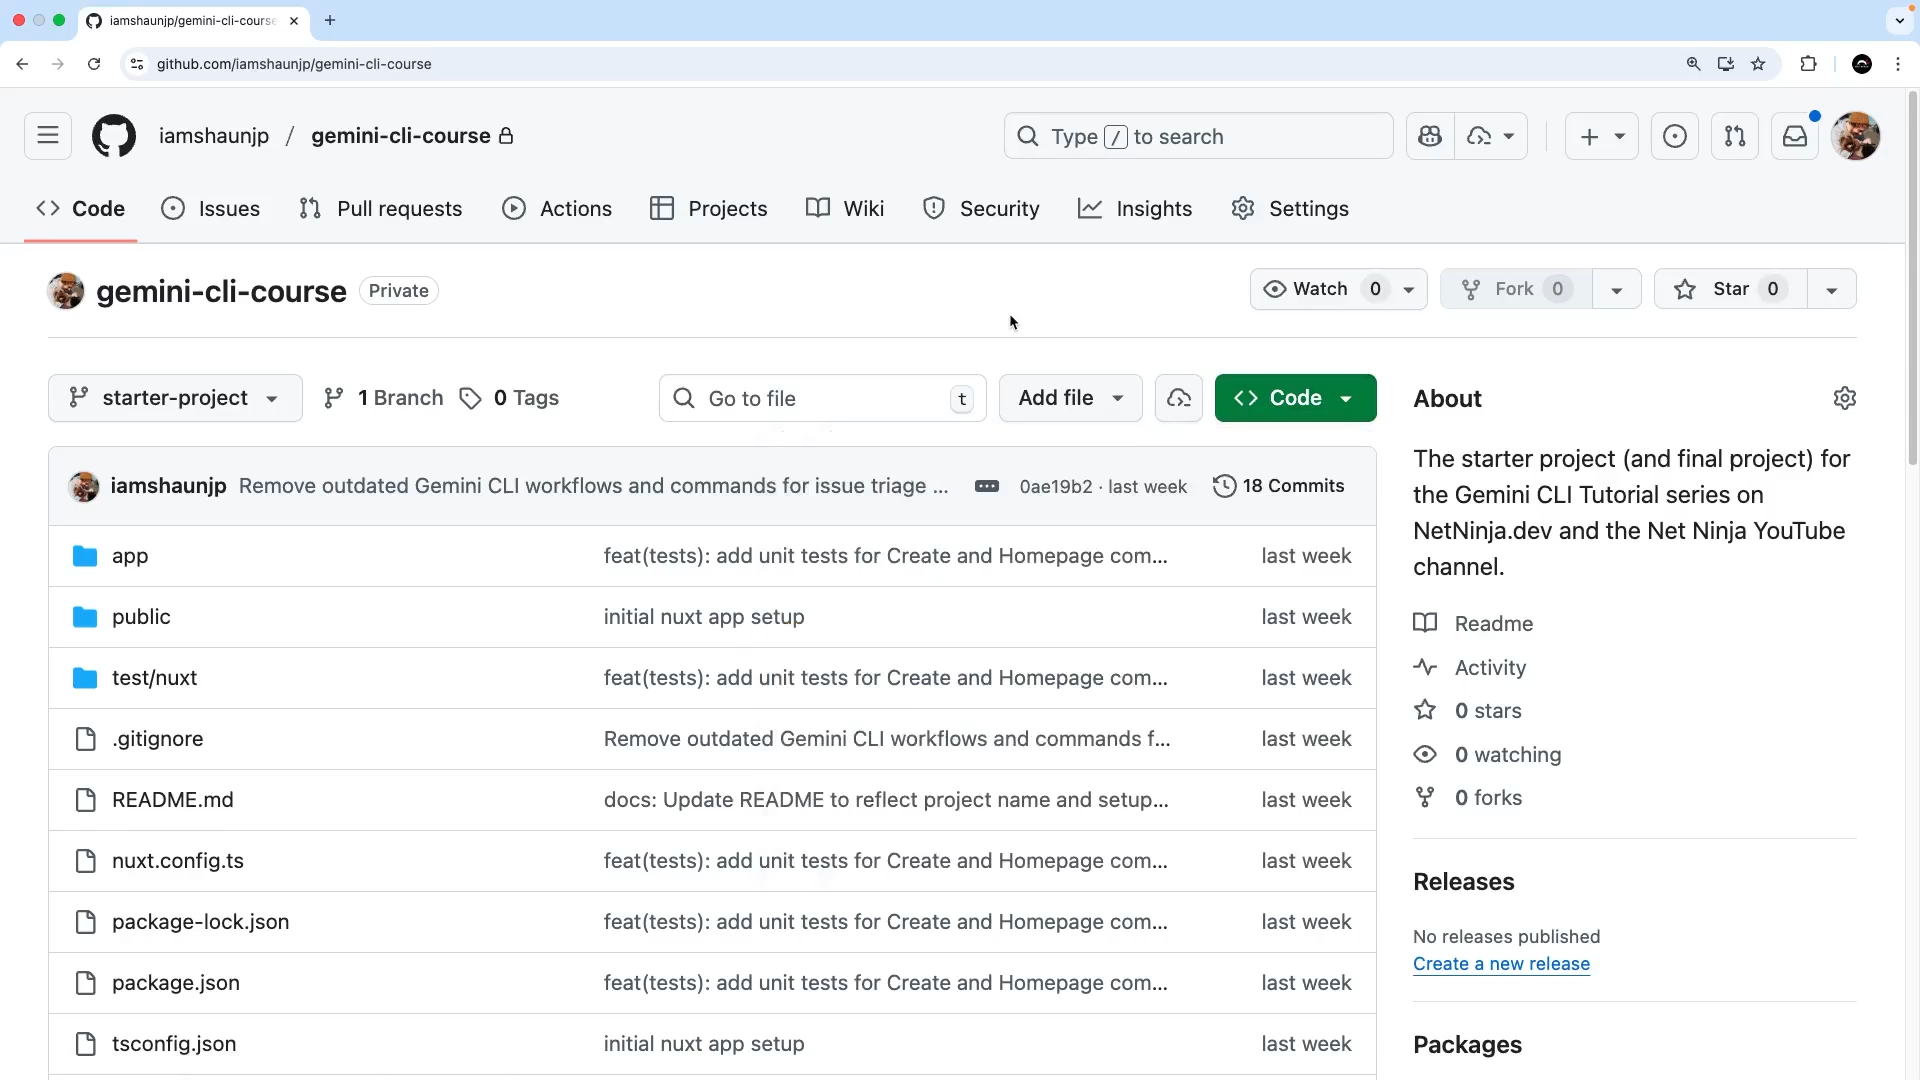 iamshaunjp/gemini-cli-course
github.com/iamshaunjp/gemini-cli-course
iamshaunjp / gemini-cli-course
Type / to search
Code
Issues
Pull requests
Actions
Projects
Wiki
Security
Insights
Settings
gemini-cli-course
Private
Watch 0
Fork 0
Star 0
starter-project
1 Branch
0 Tags
Go to file
t
Add file
Code
iamshaunjp Remove outdated Gemini CLI workflows and commands for issue triage ... 0ae19b2 · last week 18 Commits
app feat(tests): add unit tests for Create and Homepage com... last week
public initial nuxt app setup last week
test/nuxt feat(tests): add unit tests for Create and Homepage com... last week
.gitignore Remove outdated Gemini CLI workflows and commands f... last week
README.md docs: Update README to reflect project name and setup... last week
nuxt.config.ts feat(tests): add unit tests for Create and Homepage com... last week
package-lock.json feat(tests): add unit tests for Create and Homepage com... last week
package.json feat(tests): add unit tests for Create and Homepage com... last week
tsconfig.json initial nuxt app setup last week
About
The starter project (and final project) for
the Gemini CLI Tutorial series on
NetNinja.dev and the Net Ninja YouTube
channel.
Readme
Activity
0 stars
0 watching
0 forks
Releases
No releases published
Create a new release
Packages